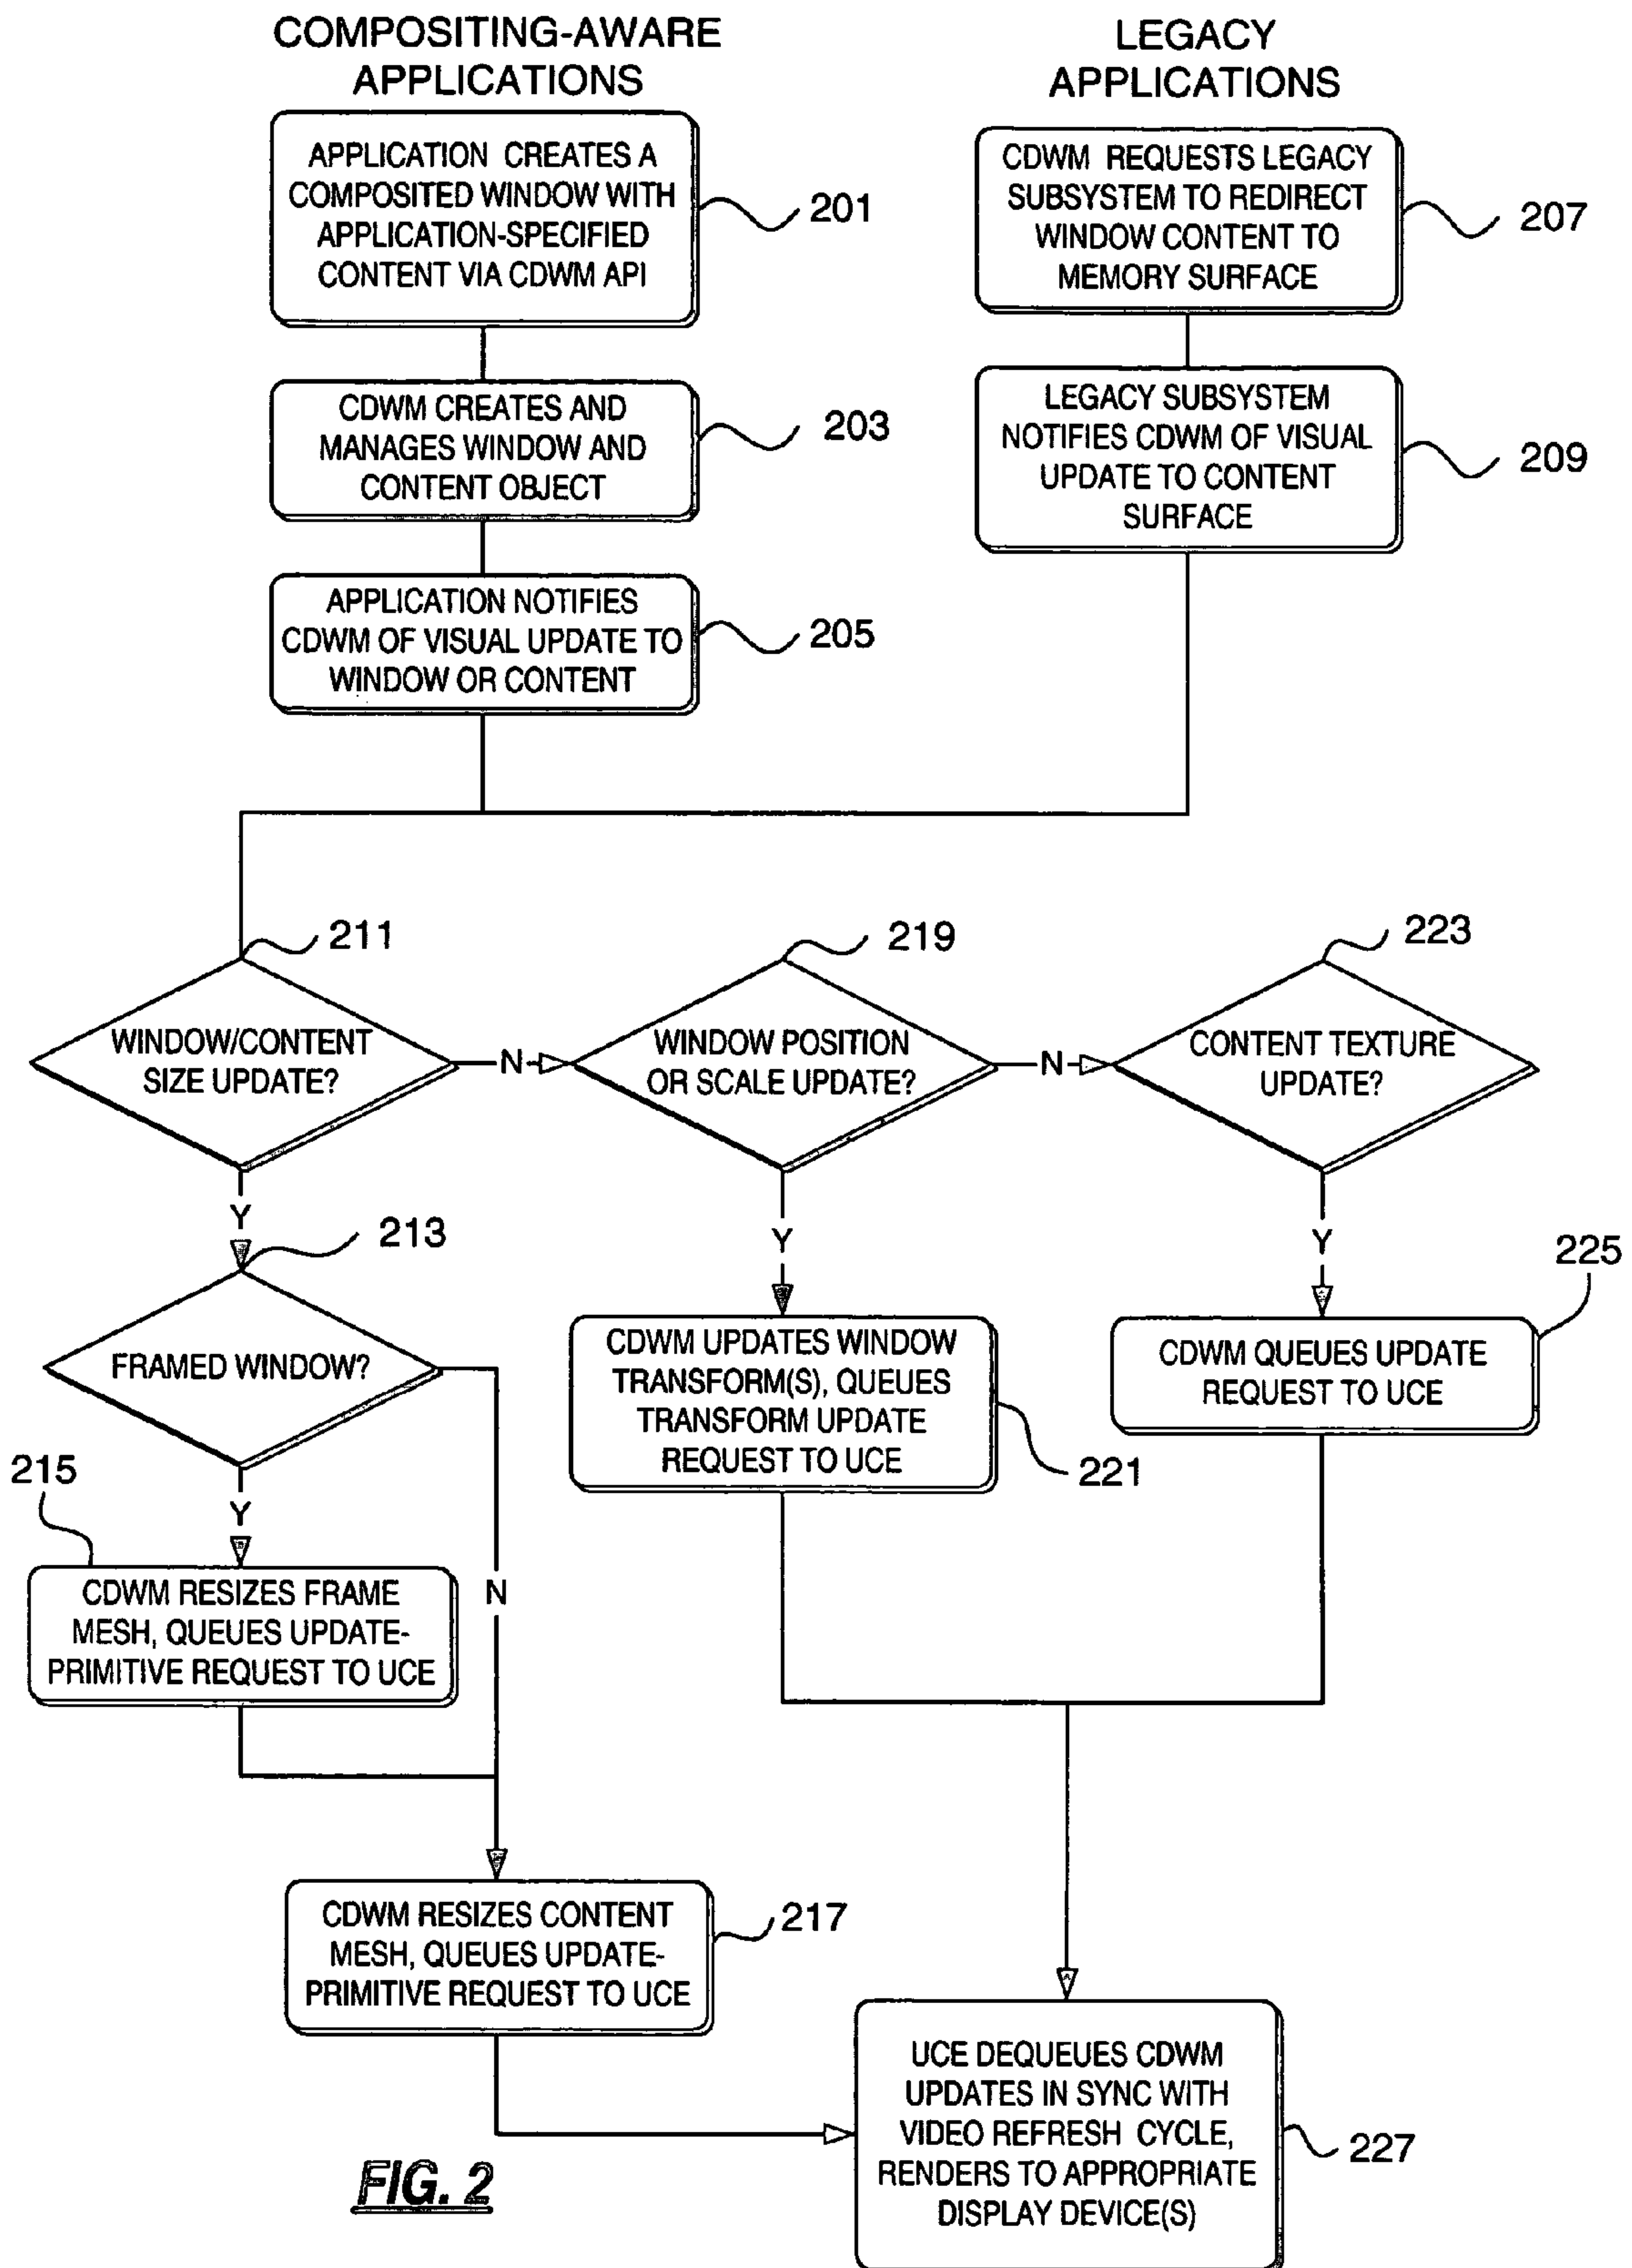 COMPOSITING-AWARE
APPLICATIONS
APPLICATION CREATES A
COMPOSITED WINDOW WITH
APPLICATION-SPECIFIED
CONTENT VIA CDWM API
201
CDWM CREATES AND
MANAGES WINDOW AND
CONTENT OBJECT
203
APPLICATION NOTIFIES
CDWM OF VISUAL UPDATE TO
WINDOW OR CONTENT
205
LEGACY
APPLICATIONS
CDWM REQUESTS LEGACY
SUBSYSTEM TO REDIRECT
WINDOW CONTENT TO
MEMORY SURFACE
207
LEGACY SUBSYSTEM
NOTIFIES CDWM OF VISUAL
UPDATE TO CONTENT
SURFACE
209
211
WINDOW/CONTENT
SIZE UPDATE?
N
219
WINDOW POSITION
OR SCALE UPDATE?
N
223
CONTENT TEXTURE
UPDATE?
Y
Y
Y
213
FRAMED WINDOW?
Y
N
215
CDWM RESIZES FRAME
MESH, QUEUES UPDATE-
PRIMITIVE REQUEST TO UCE
CDWM UPDATES WINDOW
TRANSFORM(S), QUEUES
TRANSFORM UPDATE
REQUEST TO UCE
221
225
CDWM QUEUES UPDATE
REQUEST TO UCE
CDWM RESIZES CONTENT
MESH, QUEUES UPDATE-
PRIMITIVE REQUEST TO UCE
217
UCE DEQUEUES CDWM
UPDATES IN SYNC WITH
VIDEO REFRESH CYCLE,
RENDERS TO APPROPRIATE
DISPLAY DEVICE(S)
227
FIG. 2